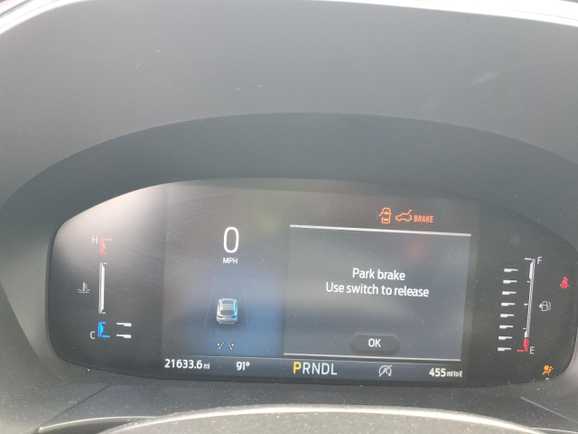 BRAKE
H
0
MPH
Park brake
Use switch to release
F
C
OK
E
21633.6 mi 91° PRNDL 455 mi to E